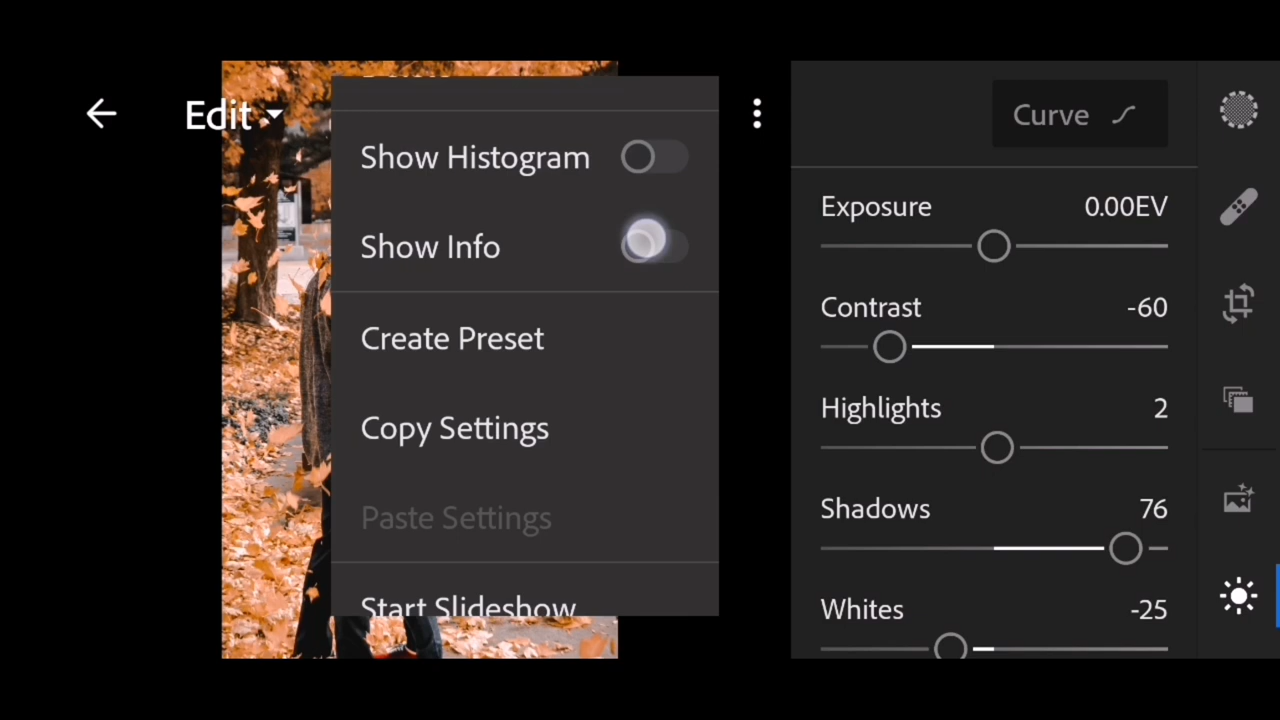 Edit
Show Histogram
Show Info
Create Preset
Copy Settings
Paste Settings
Start Slideshow
Curve
Exposure 0.00EV
Contrast -60
Highlights 2
Shadows 76
Whites -25